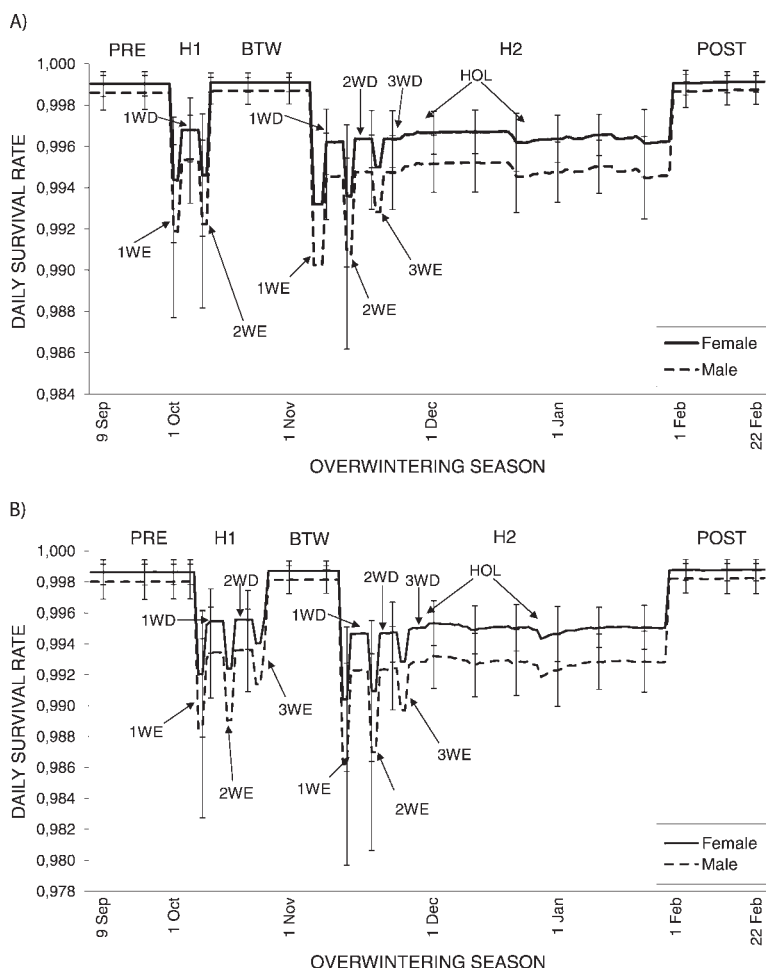 A)
PRE H1 BTW H2 POST
1,000
0,998
0,996
0,994
0,992
0,990
0,988
0,986
0,984
DAILY SURVIVAL RATE
1WD
1WE
2WE
1WD
2WD
3WD
HOL
1WE
2WE
3WE
Female
Male
9 Sep
1 Oct
1 Nov
1 Dec
1 Jan
1 Feb
22 Feb
OVERWINTERING SEASON
B)
PRE H1 BTW H2 POST
1,000
0,998
0,996
0,994
0,992
0,990
0,988
0,986
0,984
0,982
0,980
0,978
DAILY SURVIVAL RATE
1WD
2WD
1WE
2WE
3WE
1WD
2WD
3WD
HOL
1WE
2WE
3WE
Female
Male
9 Sep
1 Oct
1 Nov
1 Dec
1 Jan
1 Feb
22 Feb
OVERWINTERING SEASON